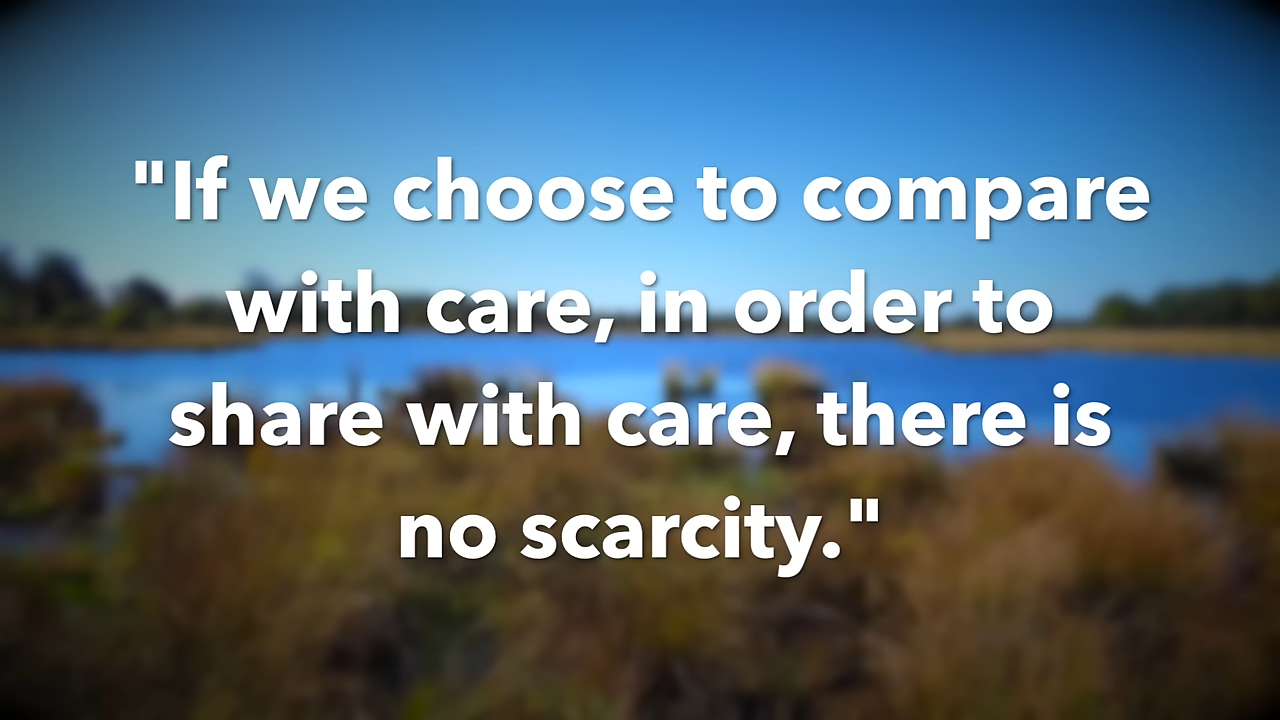 "If we choose to compare
with care, in order to
share with care, there is
no scarcity."